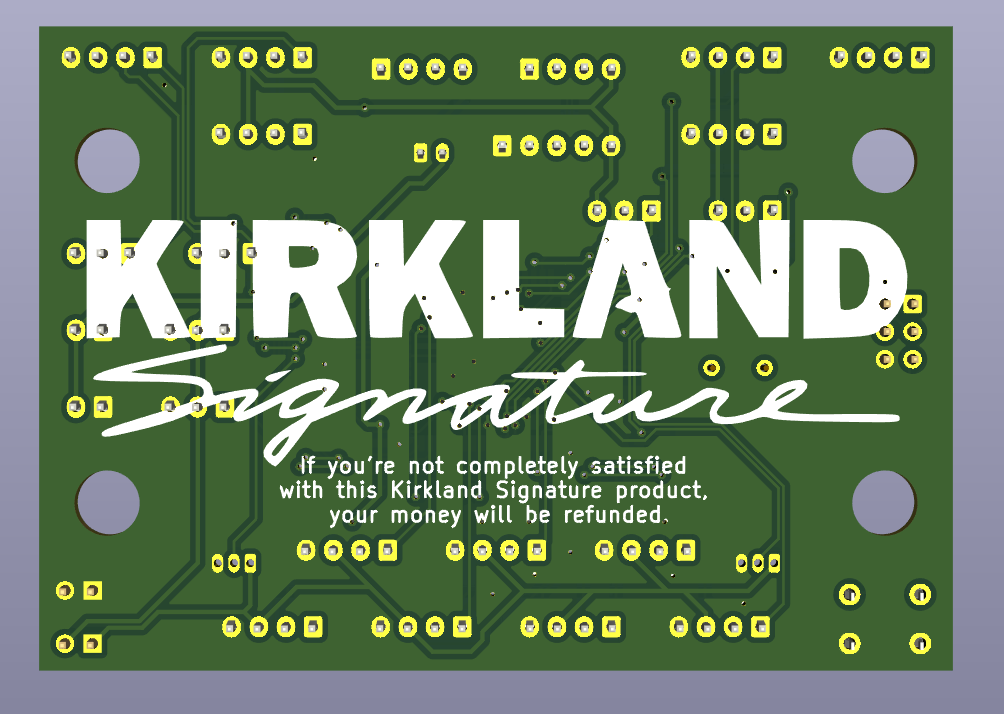 KIRKLAND
Signature
If you're not completely satisfied
with this Kirkland Signature product,
your money will be refunded.